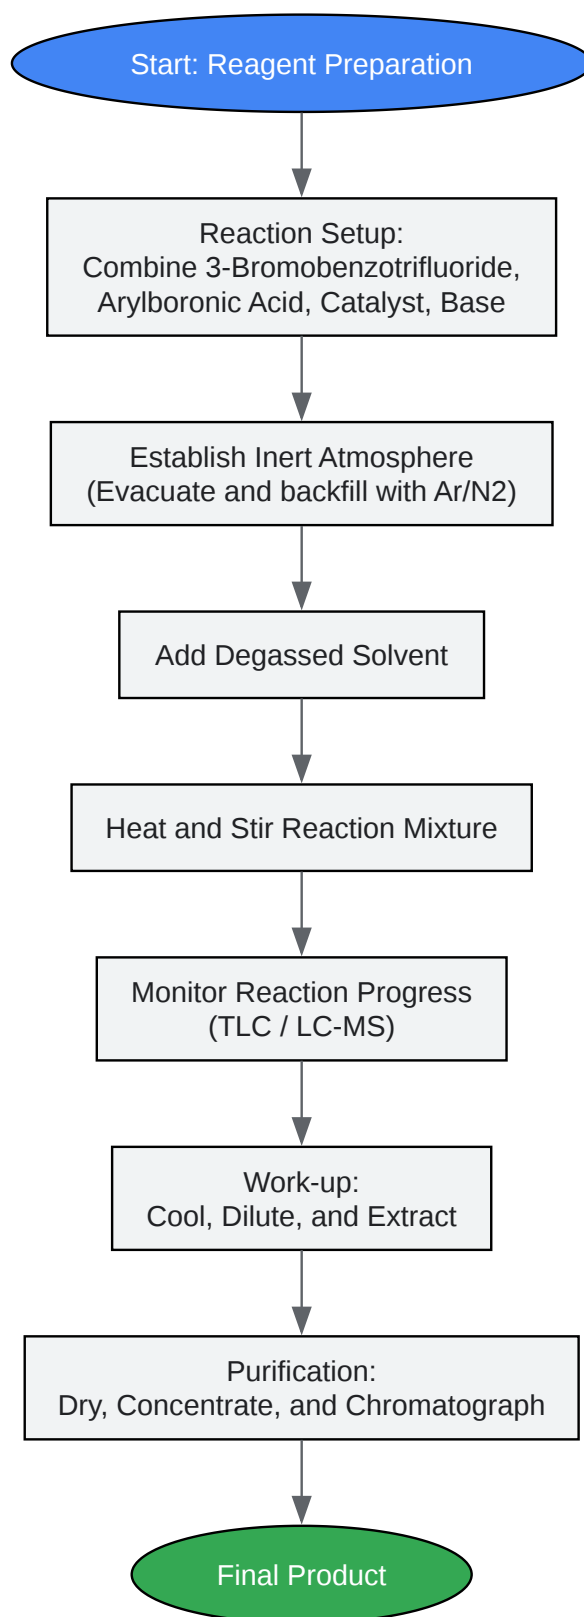 Start: Reagent Preparation
Reaction Setup:
Combine 3-Bromobenzotrifluoride,
Arylboronic Acid, Catalyst, Base
Establish Inert Atmosphere
(Evacuate and backfill with Ar/N2)
Add Degassed Solvent
Heat and Stir Reaction Mixture
Monitor Reaction Progress
(TLC / LC-MS)
Work-up:
Cool, Dilute, and Extract
Purification:
Dry, Concentrate, and Chromatograph
Final Product